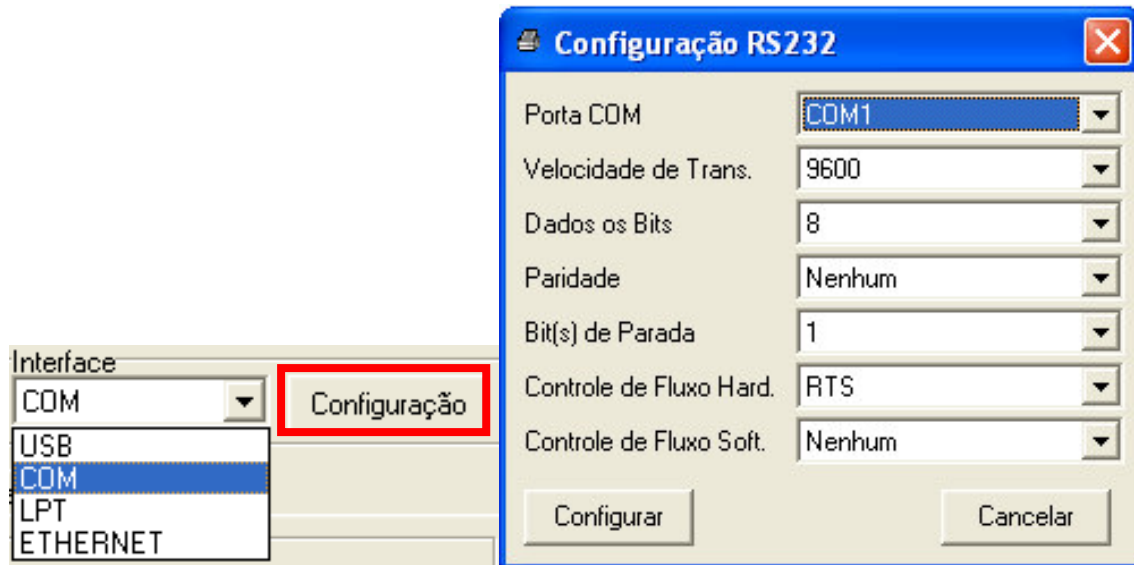 Configuração RS232
Porta COM COM1
Velocidade de Trans. 9600
Dados os Bits 8
Paridade Nenhum
Bit(s) de Parada 1
Controle de Fluxo Hard. RTS
Controle de Fluxo Soft. Nenhum
Configurar Cancelar
Interface
COM Configuração
USB
COM
LPT
ETHERNET